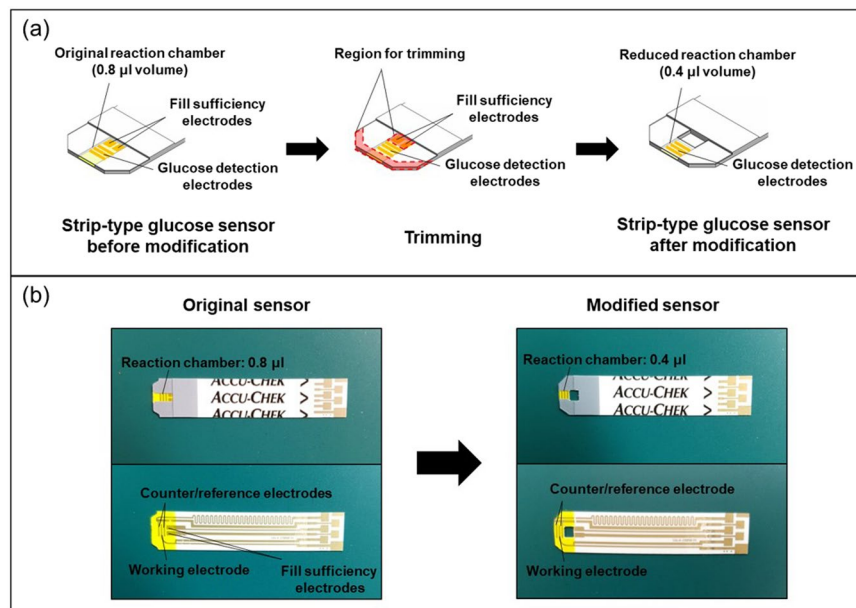 (a)
Original reaction chamber
(0.8 μl volume)
Fill sufficiency
electrodes
Glucose detection
electrodes
Strip-type glucose sensor
before modification
Region for trimming
Fill sufficiency
electrodes
Glucose detection
electrodes
Trimming
Reduced reaction chamber
(0.4 μl volume)
Glucose detection
electrodes
Strip-type glucose sensor
after modification
(b)
Original sensor
Reaction chamber: 0.8 μl
ACCU-CHEK >
ACCU-CHEK >
ACCU-CHEK >
Counter/reference electrodes
Working electrode
Fill sufficiency
electrodes
Modified sensor
Reaction chamber: 0.4 μl
ACCU-CHEK >
ACCU-CHEK >
ACCU-CHEK >
Counter/reference electrode
Working electrode